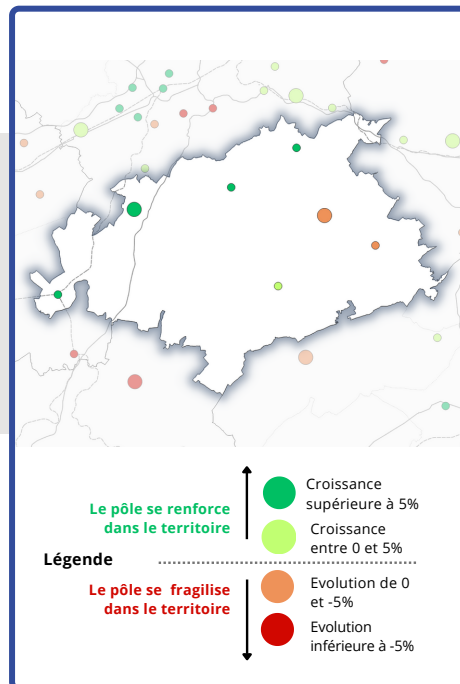 Le pôle se renforce
dans le territoire
Croissance
supérieure à 5%
Croissance
entre 0 et 5%
Légende
Le pôle se fragilise
dans le territoire
Evolution de 0
et -5%
Evolution
inférieure à -5%